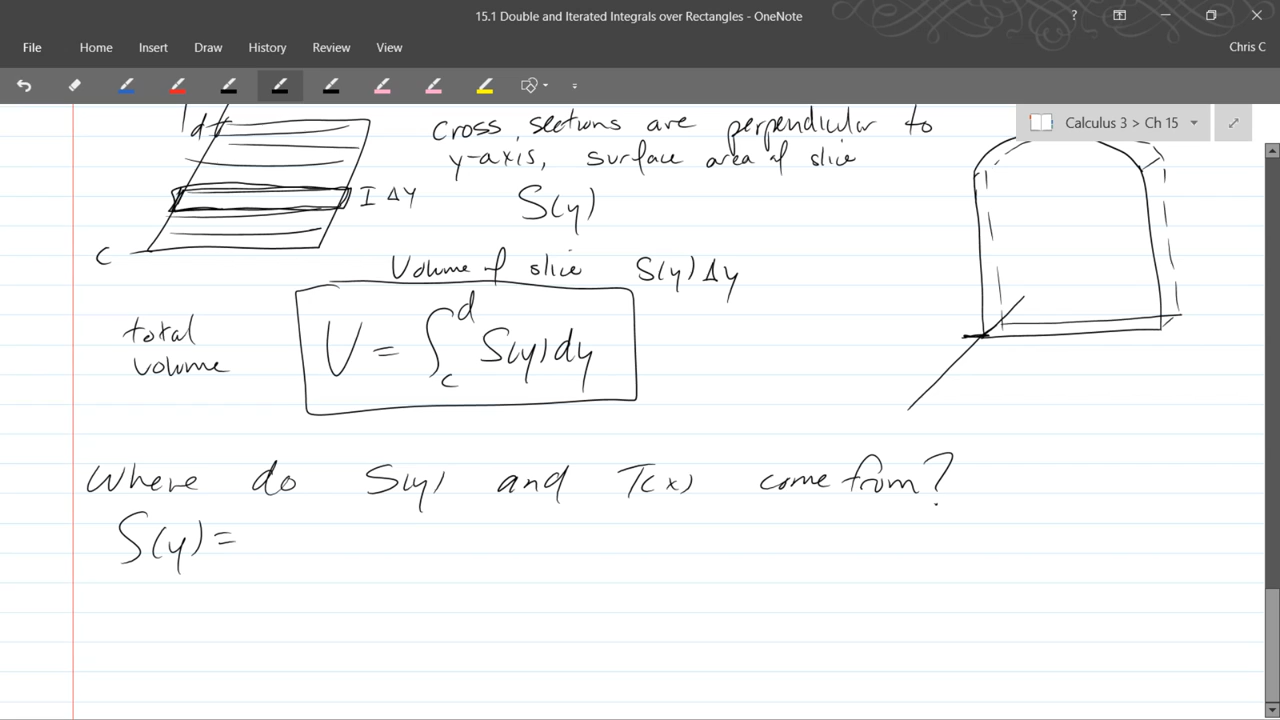 15.1 Double and Iterated Integrals over Rectangles - OneNote
?
File Home Insert Draw History Review View
Chris C
Calculus 3 > Ch 15
d
cross sections are perpendicular to
y-axis, surface area of slice
I Δy
S(y)
c
Volume of slice S(y) Δy
total
volume
V = ∫_c^d S(y) dy
Where do S(y) and T(x) come from?
S(y) =